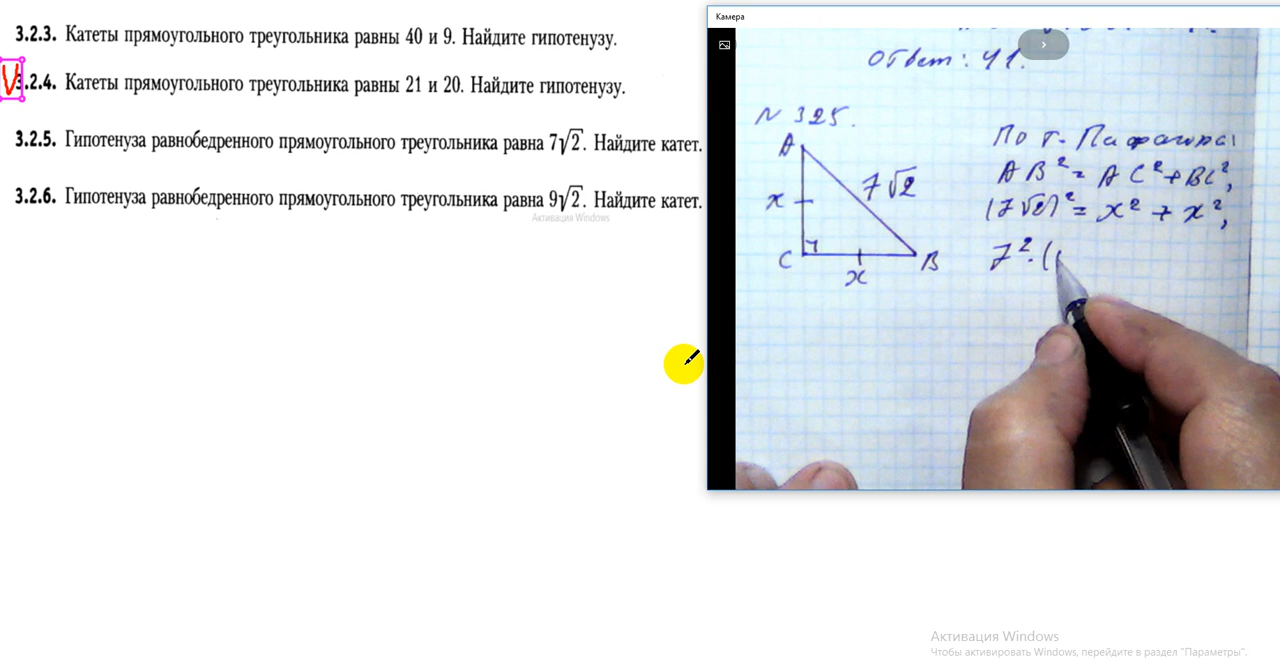 3.2.3. Катеты прямоугольного треугольника равны 40 и 9. Найдите гипотенузу.
V
3.2.4. Катеты прямоугольного треугольника равны 21 и 20. Найдите гипотенузу.
3.2.5. Гипотенуза равнобедренного прямоугольного треугольника равна 7√2. Найдите катет.
3.2.6. Гипотенуза равнобедренного прямоугольного треугольника равна 9√2. Найдите катет.
Активация Windows
Камера
Ответ: 41.
N 325.
A
7√2
x
C
B
x
По т. Пифагора:
AB² = AC² + BC²,
(7√2)² = x² + x²,
7² · (
Активация Windows
Чтобы активировать Windows, перейдите в раздел "Параметры".